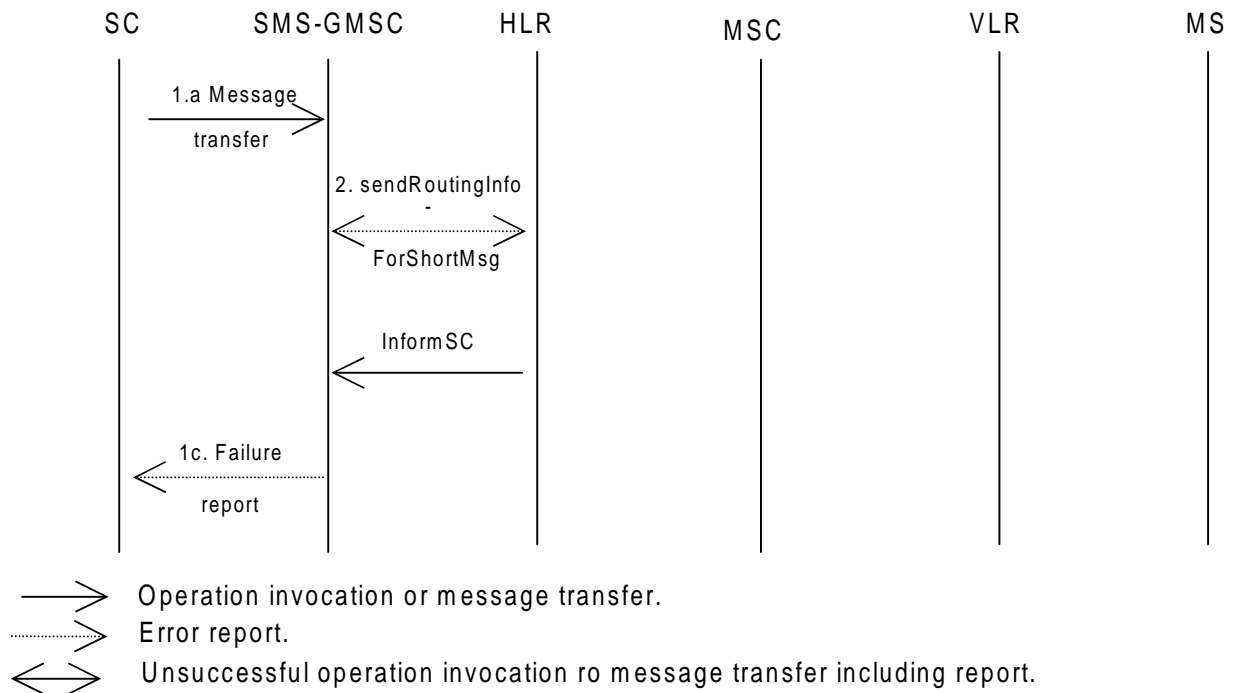 SC SMS-GMSC HLR MSC VLR MS
1.a Message
transfer
2. sendRoutingInfo
-
ForShortMsg
InformSC
1c. Failure
report
Operation invocation or message transfer.
Error report.
Unsuccessful operation invocation ro message transfer including report.